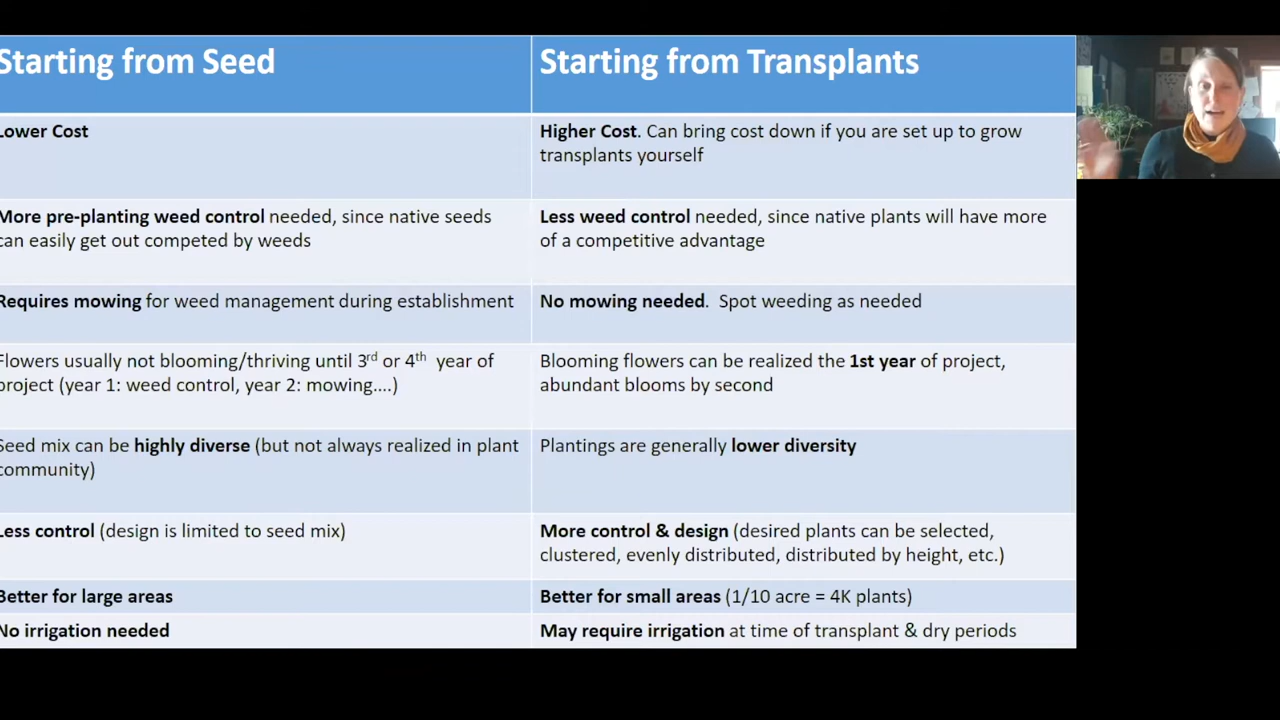 Starting from Seed
Starting from Transplants
Lower Cost
Higher Cost. Can bring cost down if you are set up to grow
transplants yourself
More pre-planting weed control needed, since native seeds
can easily get out competed by weeds
Less weed control needed, since native plants will have more
of a competitive advantage
Requires mowing for weed management during establishment
No mowing needed.  Spot weeding as needed
Flowers usually not blooming/thriving until 3rd or 4th year of
project (year 1: weed control, year 2: mowing....)
Blooming flowers can be realized the 1st year of project,
abundant blooms by second
Seed mix can be highly diverse (but not always realized in plant
community)
Plantings are generally lower diversity
Less control (design is limited to seed mix)
More control & design (desired plants can be selected,
clustered, evenly distributed, distributed by height, etc.)
Better for large areas
Better for small areas (1/10 acre = 4K plants)
No irrigation needed
May require irrigation at time of transplant & dry periods